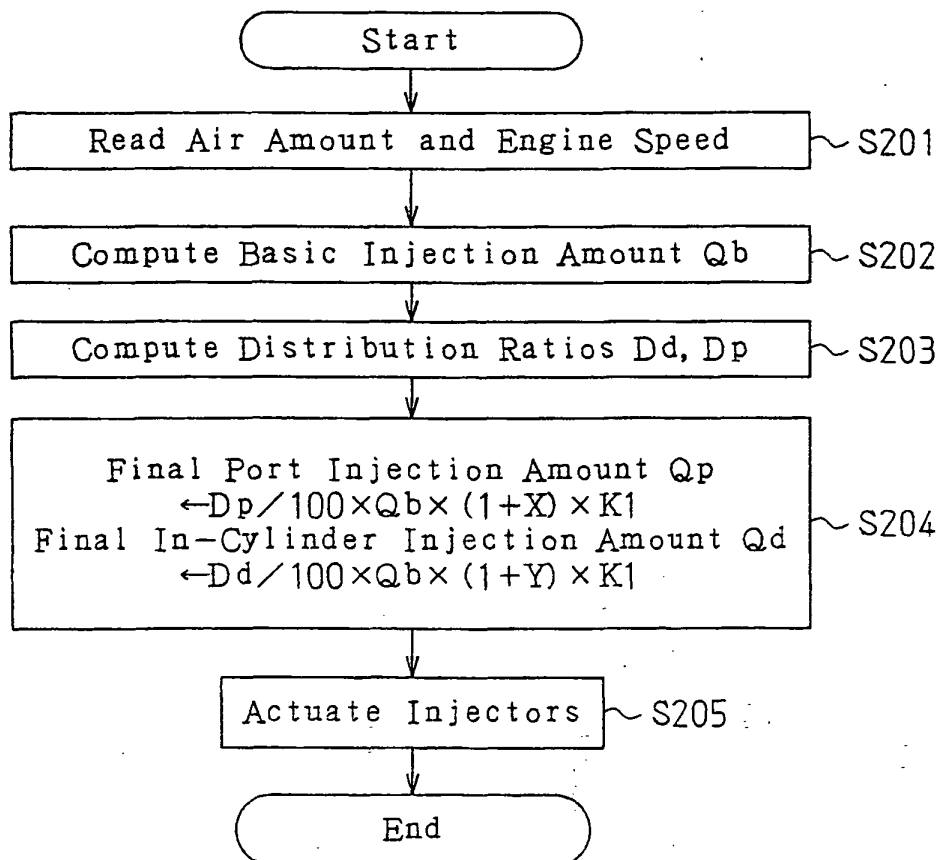 Start
Read Air Amount and Engine Speed
S201
Compute Basic Injection Amount Qb
S202
Compute Distribution Ratios Dd, Dp
S203
Final Port Injection Amount Qp
←Dp/100×Qb×(1+X)×K1
Final In-Cylinder Injection Amount Qd
←Dd/100×Qb×(1+Y)×K1
S204
Actuate Injectors
S205
End